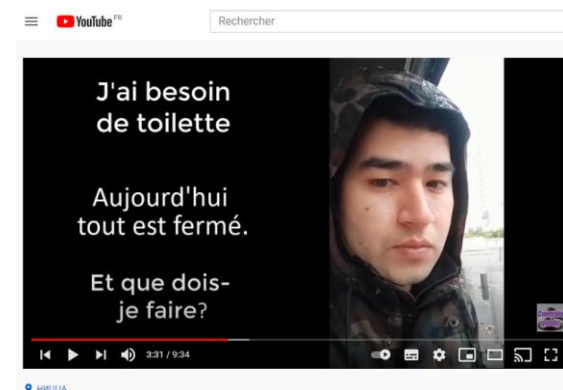 YouTube FR
Rechercher
J'ai besoin
de toilette
Aujourd'hui
tout est fermé.
Et que dois-
je faire?
3:31 / 9:34
НИЦЦА